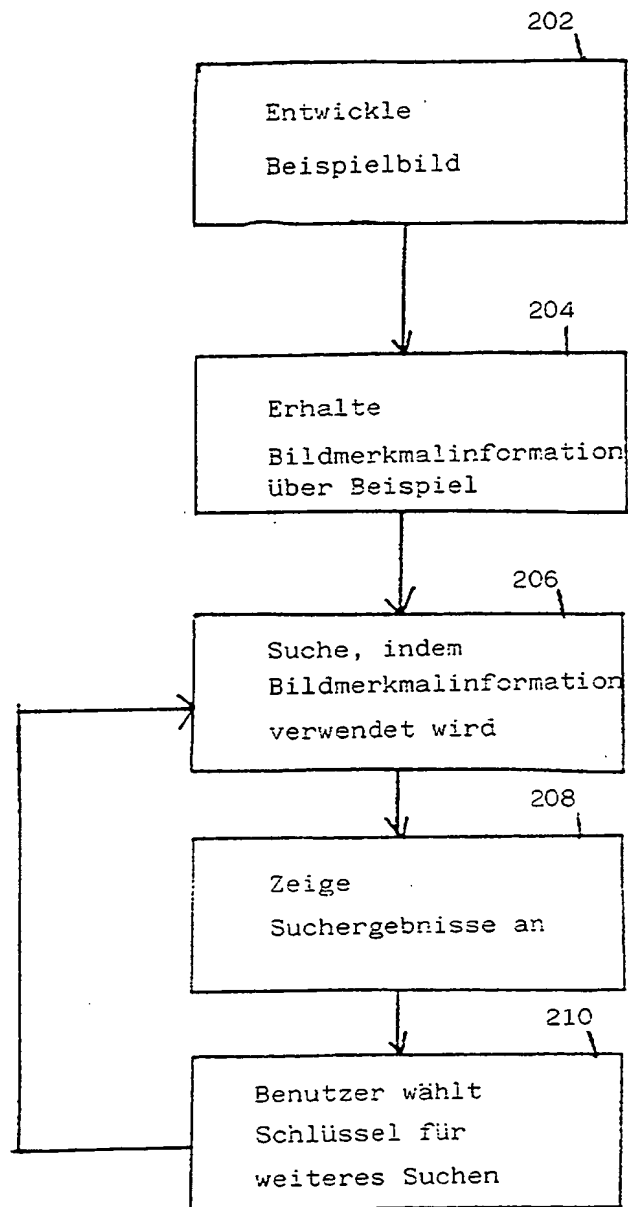 202
Entwickle
Beispielbild
204
Erhalte
Bildmerkmalinformation
über Beispiel
206
Suche, indem
Bildmerkmalinformation
verwendet wird
208
Zeige
Suchergebnisse an
210
Benutzer wählt
Schlüssel für
weiteres Suchen